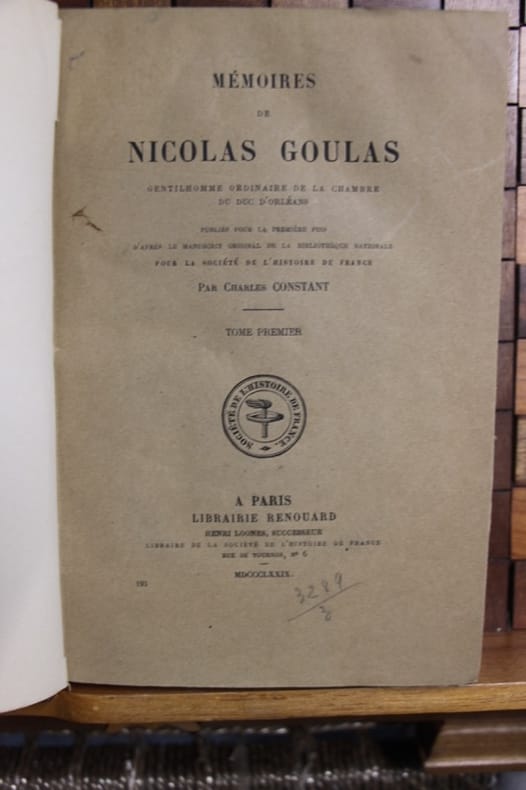 MÉMOIRES
DE
NICOLAS GOULAS
GENTILHOMME ORDINAIRE DE LA CHAMBRE
DU DUC D'ORLÉANS
PUBLIÉS POUR LA PREMIÈRE FOIS
D'APRÈS LE MANUSCRIT ORIGINAL DE LA BIBLIOTHÈQUE NATIONALE
POUR LA SOCIÉTÉ DE L'HISTOIRE DE FRANCE
PAR CHARLES CONSTANT
TOME PREMIER
SOCIÉTÉ DE L'HISTOIRE DE FRANCE.
A PARIS
LIBRAIRIE RENOUARD
HENRI LOONES, SUCCESSEUR
LIBRAIRE DE LA SOCIÉTÉ DE L'HISTOIRE DE FRANCE
RUE DE TOURNON, Nº 6
MDCCCLXXIX.
191
3289
3